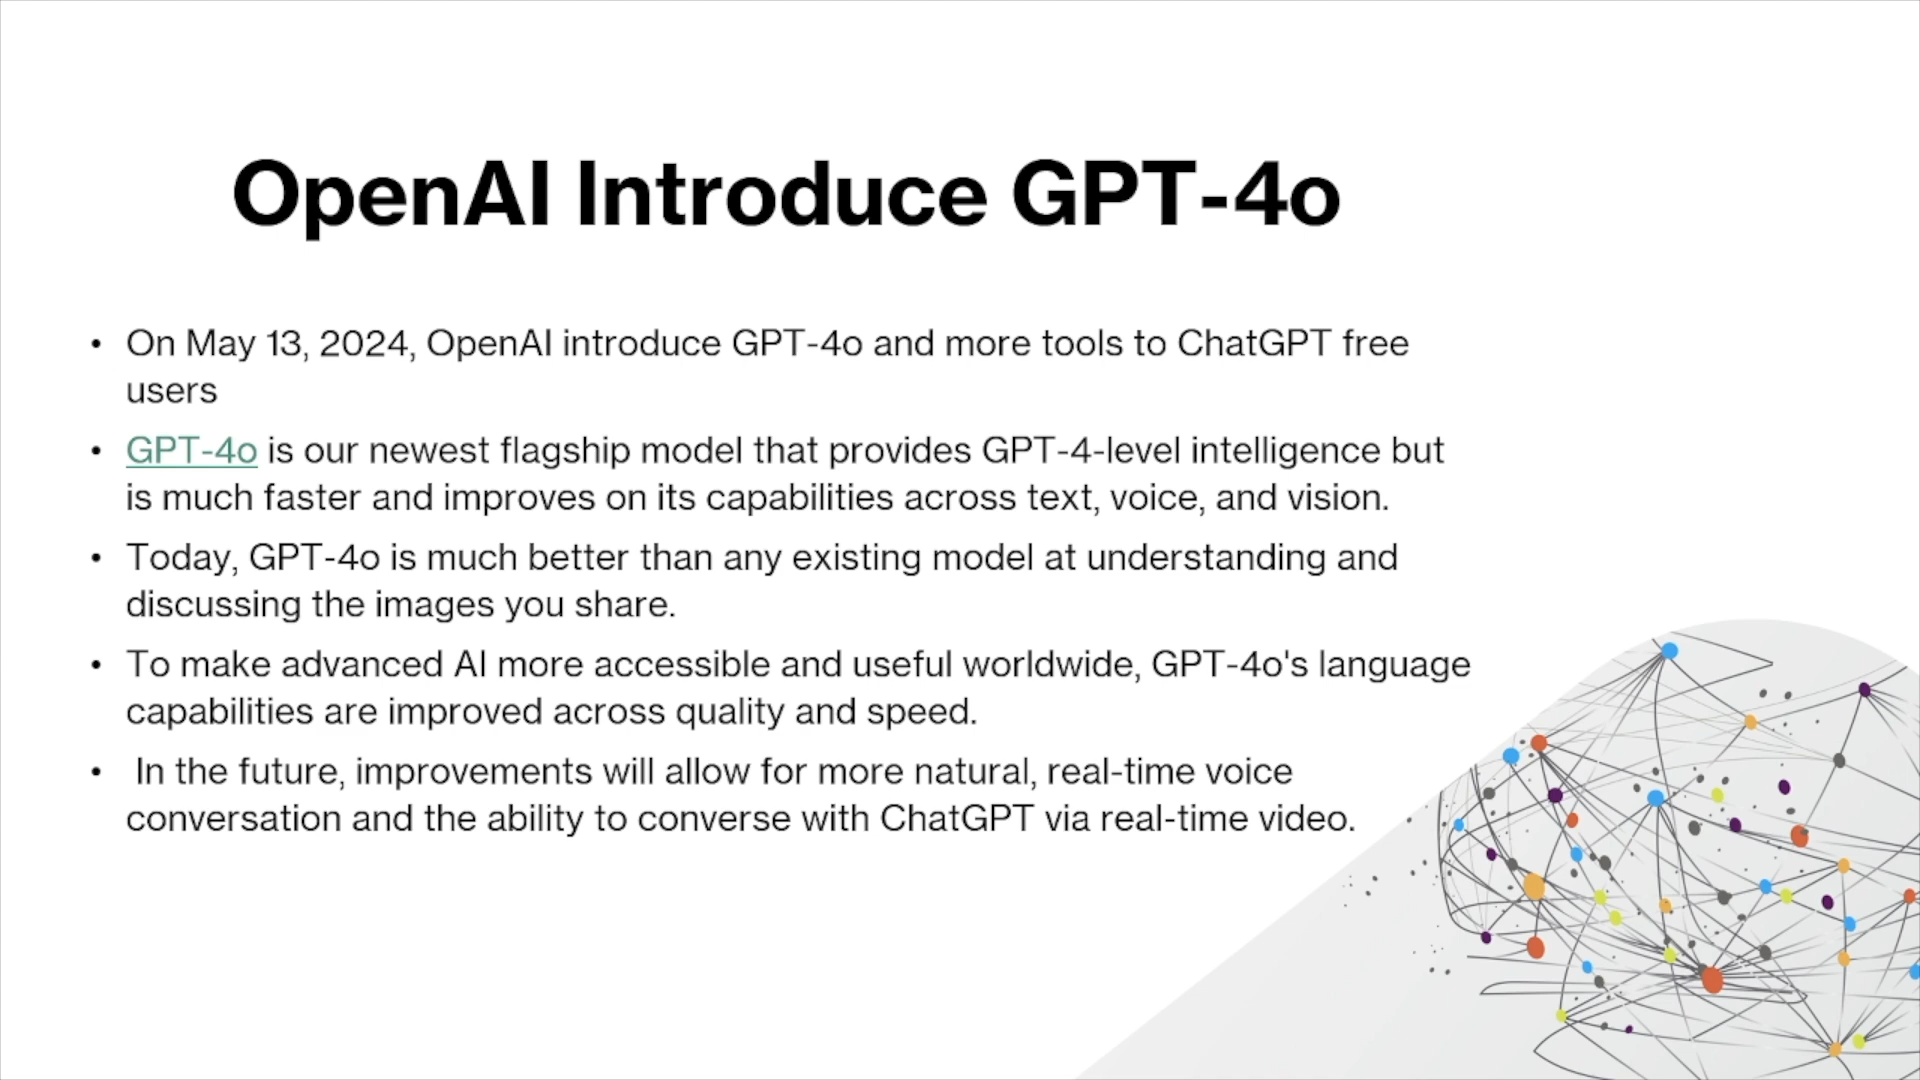 OpenAI Introduce GPT-4o
• On May 13, 2024, OpenAI introduce GPT-4o and more tools to ChatGPT free
users
• GPT-4o is our newest flagship model that provides GPT-4-level intelligence but
is much faster and improves on its capabilities across text, voice, and vision.
• Today, GPT-4o is much better than any existing model at understanding and
discussing the images you share.
• To make advanced AI more accessible and useful worldwide, GPT-4o's language
capabilities are improved across quality and speed.
• In the future, improvements will allow for more natural, real-time voice
conversation and the ability to converse with ChatGPT via real-time video.